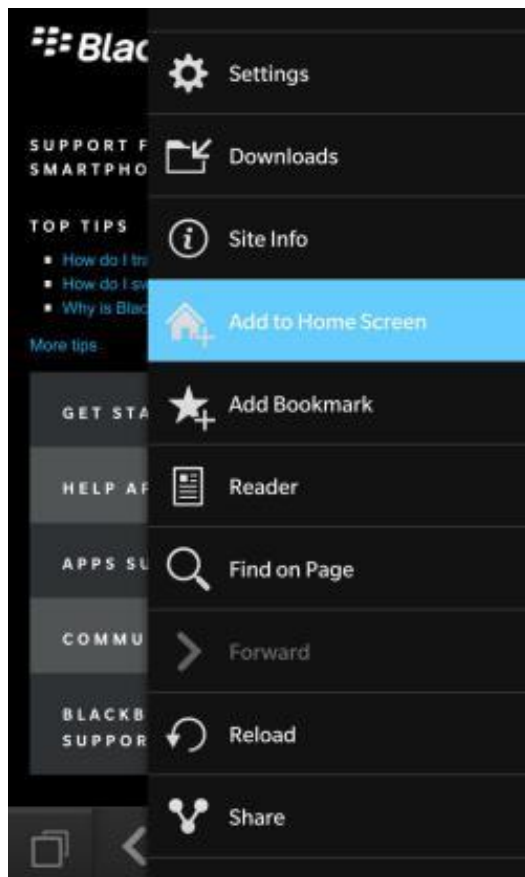 Blac
SUPPORT F
SMARTPHO
TOP TIPS
How do I tra
How do I sw
Why is Blac
More tips
GET STA
HELP AF
APPS SU
COMMU
BLACKB
SUPPOR
Settings
Downloads
Site Info
Add to Home Screen
Add Bookmark
Reader
Find on Page
Forward
Reload
Share